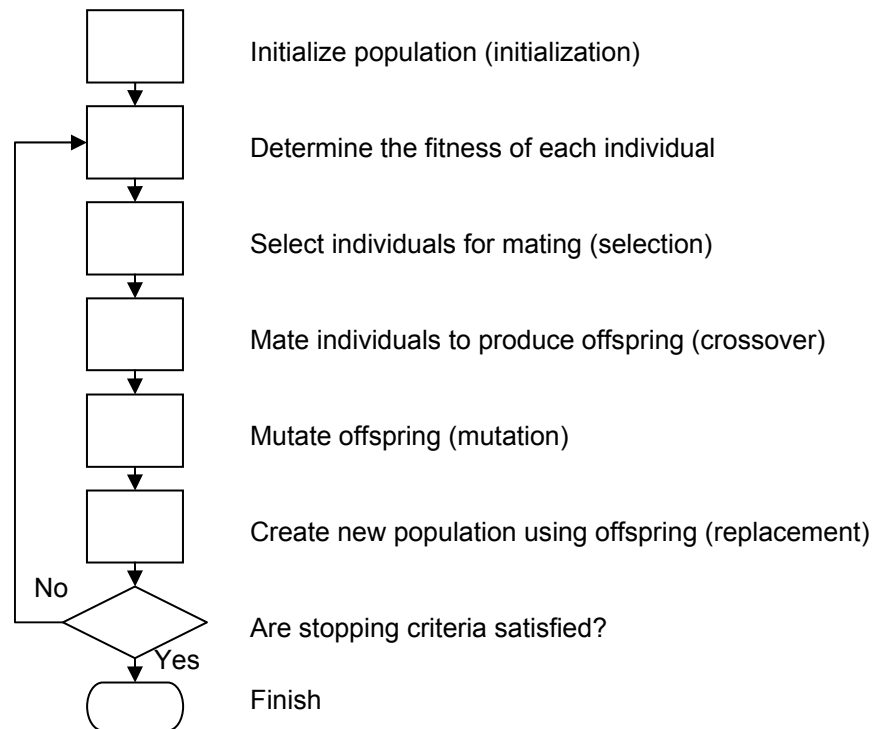 Initialize population (initialization)
Determine the fitness of each individual
Select individuals for mating (selection)
Mate individuals to produce offspring (crossover)
Mutate offspring (mutation)
Create new population using offspring (replacement)
No
Are stopping criteria satisfied?
Yes
Finish